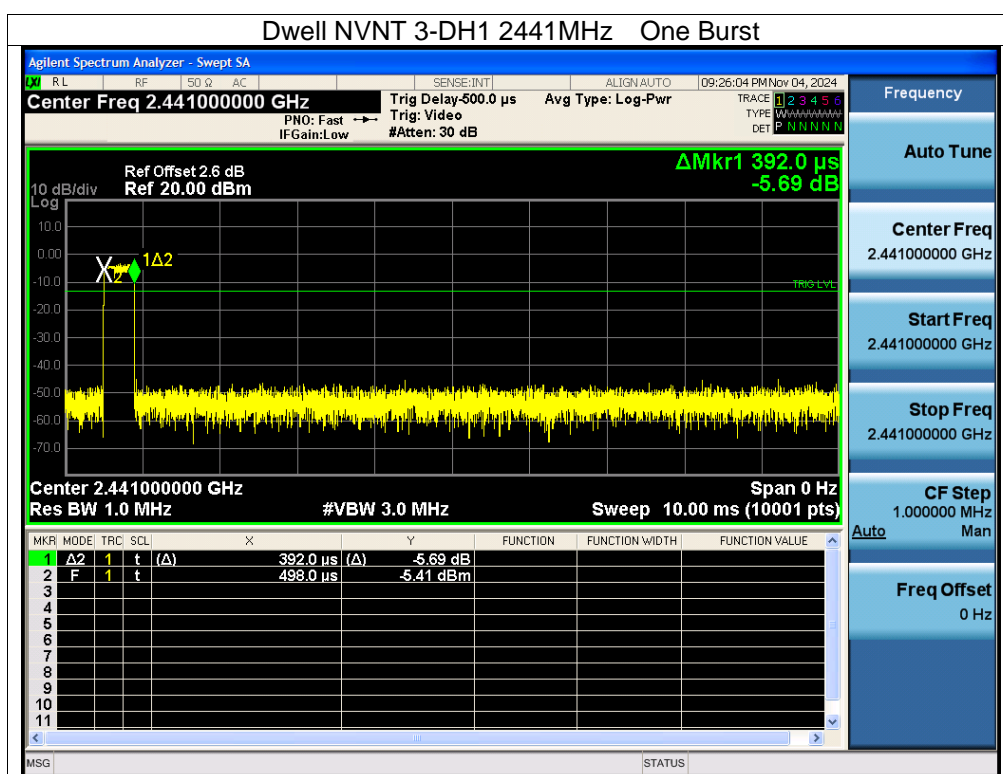 Dwell NVNT 3-DH1 2441MHz One Burst
Agilent Spectrum Analyzer - Swept SA
LXI RL RF 50 Ω AC SENSE:INT ALIGN AUTO 09:26:04 PM Nov 04, 2024
Center Freq 2.441000000 GHz Trig Delay-500.0 µs Avg Type: Log-Pwr TRACE 1 2 3 4 5 6
PNO: Fast Trig: Video TYPE WWWWWW
IFGain:Low #Atten: 30 dB DET P N N N N N
Frequency
Auto Tune
Center Freq
2.441000000 GHz
Start Freq
2.441000000 GHz
Stop Freq
2.441000000 GHz
CF Step
1.000000 MHz
Auto Man
Freq Offset
0 Hz
ΔMkr1 392.0 µs
-5.69 dB
Ref Offset 2.6 dB
10 dB/div Ref 20.00 dBm
Log
10.0
0.00
-10.0
-20.0
-30.0
-40.0
-50.0
-60.0
-70.0
2
1Δ2
TRIG LVL
Center 2.441000000 GHz Span 0 Hz
Res BW 1.0 MHz #VBW 3.0 MHz Sweep 10.00 ms (10001 pts)
MKR MODE TRC SCL X Y FUNCTION FUNCTION WIDTH FUNCTION VALUE
1 Δ2 1 t (Δ) 392.0 µs (Δ) -5.69 dB
2 F 1 t 498.0 µs -5.41 dBm
3
4
5
6
7
8
9
10
11
MSG STATUS